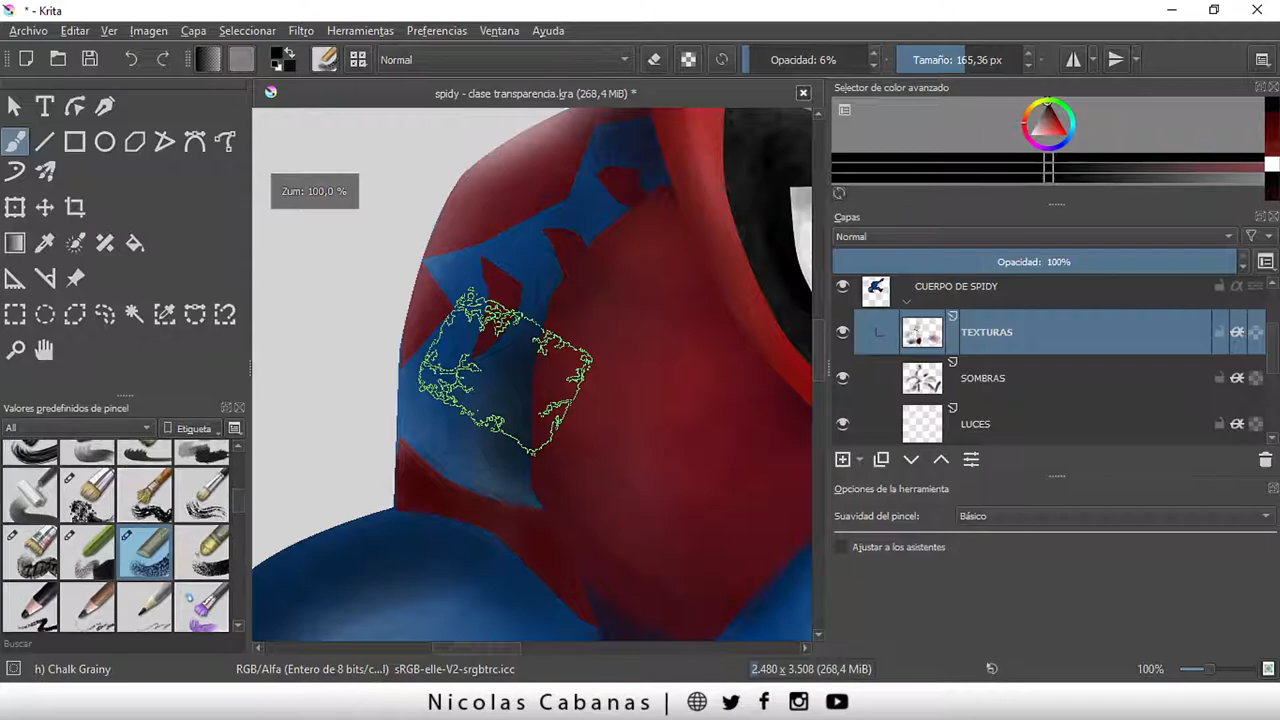 * - Krita
Archivo Editar Ver Imagen Capa Seleccionar Filtro Herramientas Preferencias Ventana Ayuda
Normal Opacidad: 6% Tamaño: 165,36 px
spidy - clase transparencia.kra (268,4 MiB) *
Selector de color avanzado
Zum: 100,0 %
Capas
Normal
Opacidad: 100%
CUERPO DE SPIDY
TEXTURAS
SOMBRAS
LUCES
Valores predefinidos de pincel
All Etiqueta
Opciones de la herramienta
Suavidad del pincel: Básico
Ajustar a los asistentes
Buscar
h) Chalk Grainy RGB/Alfa (Entero de 8 bits/c...l) sRGB-elle-V2-srgbtrc.icc 2.480 x 3.508 (268,4 MiB) 100%
Nicolas Cabanas |